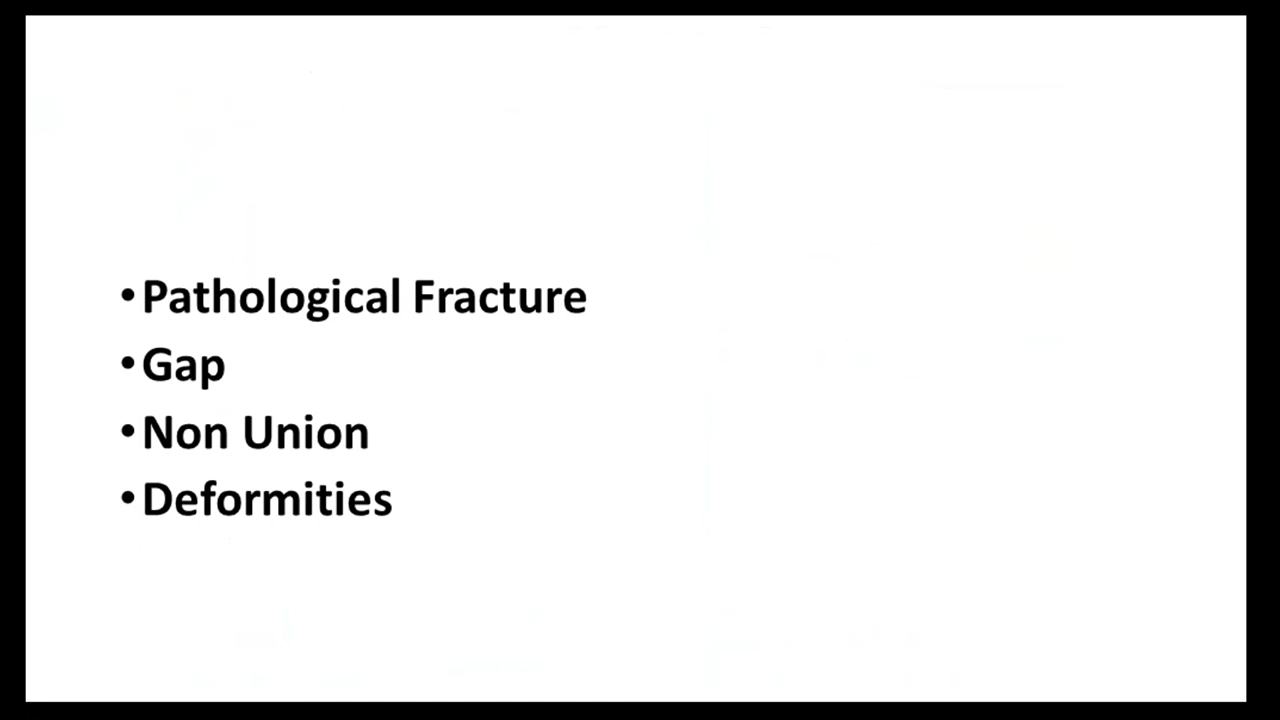 •Pathological Fracture
•Gap
•Non Union
•Deformities